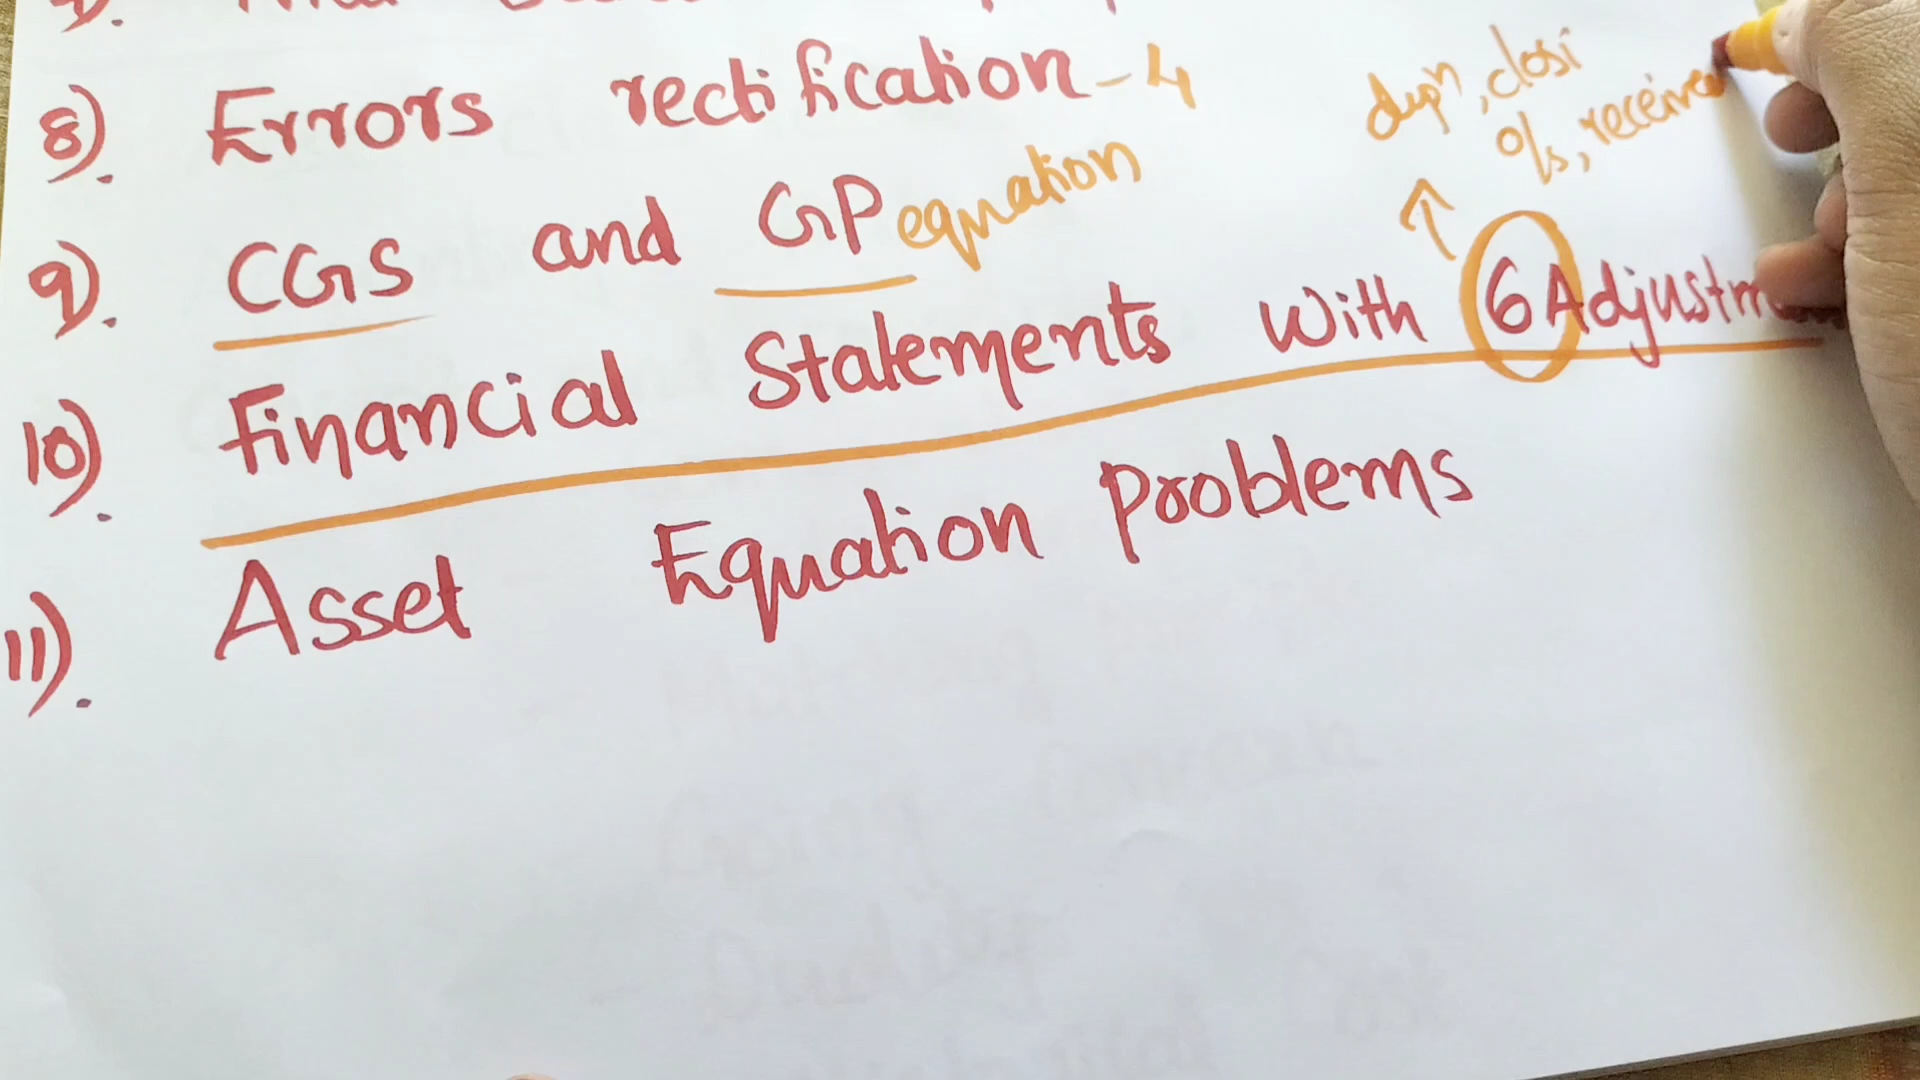 8). Errors rectification - 4
9). CGS and GP equation
depn, closi
o/s, receive
10). Financial Statements with 6 Adjustm
11). Asset Equation problems